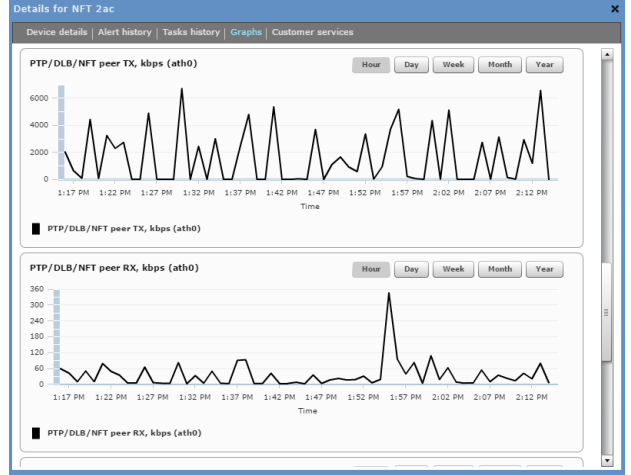 Details for NFT 2ac
Device details | Alert history | Tasks history | Graphs | Customer services
PTP/DLB/NFT peer TX, kbps (ath0) Hour Day Week Month Year
6000
4000
2000
0
1:17 PM 1:22 PM 1:27 PM 1:32 PM 1:37 PM 1:42 PM 1:47 PM 1:52 PM 1:57 PM 2:02 PM 2:07 PM 2:12 PM
Time
PTP/DLB/NFT peer TX, kbps (ath0)
PTP/DLB/NFT peer RX, kbps (ath0) Hour Day Week Month Year
360
300
240
180
120
60
0
1:17 PM 1:22 PM 1:27 PM 1:32 PM 1:37 PM 1:42 PM 1:47 PM 1:52 PM 1:57 PM 2:02 PM 2:07 PM 2:12 PM
Time
PTP/DLB/NFT peer RX, kbps (ath0)